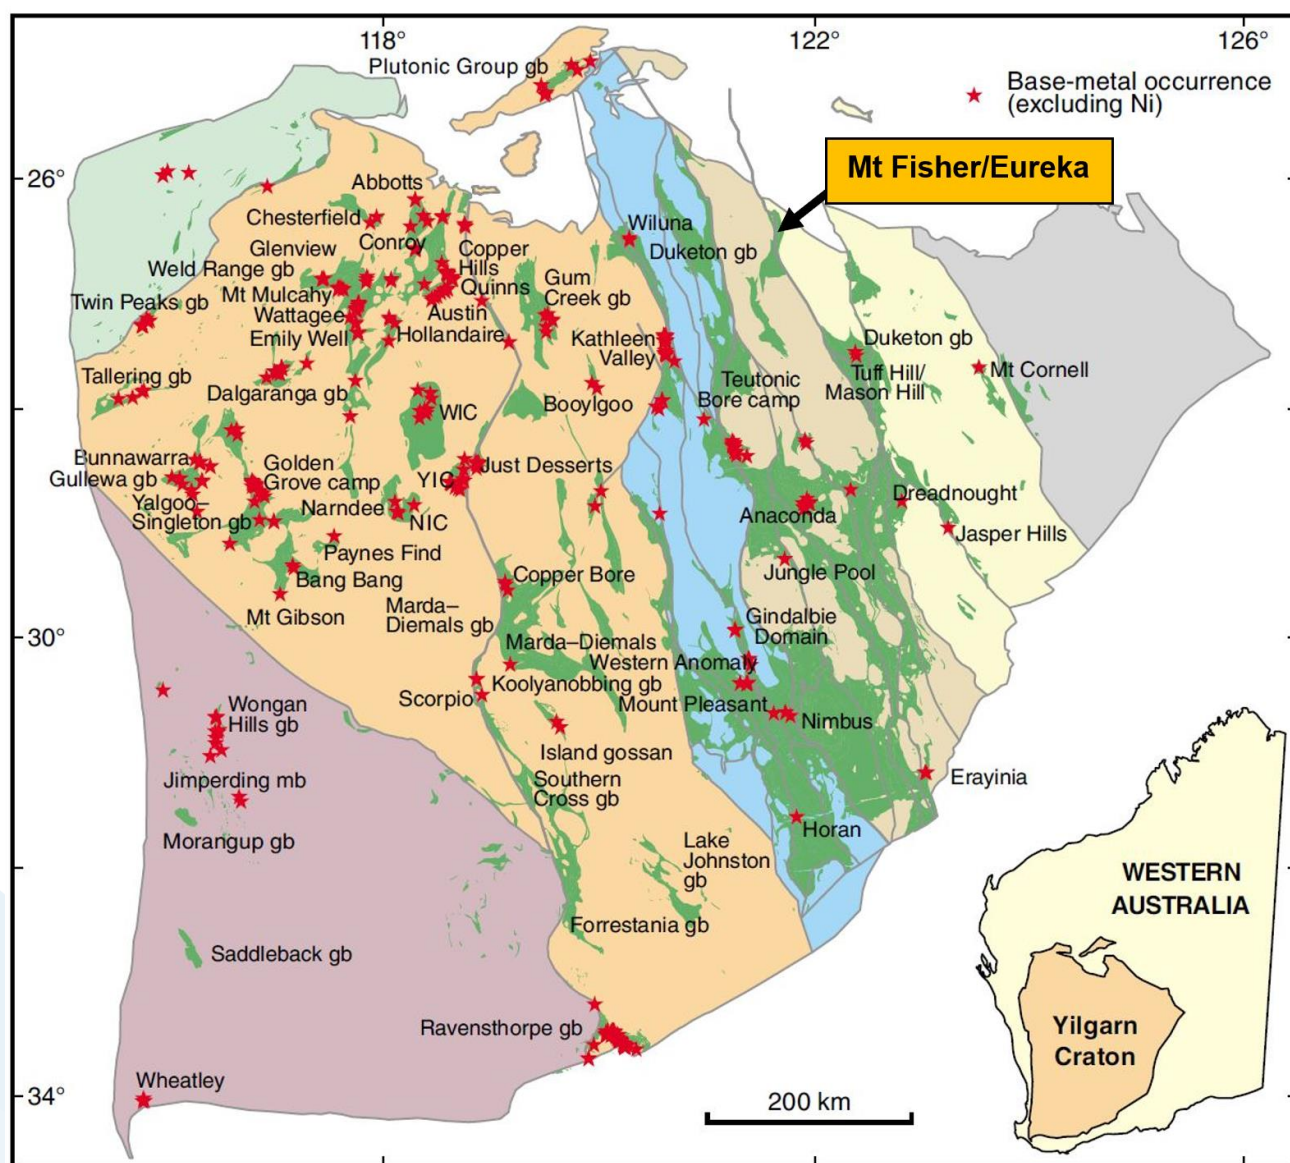 118°
122°
126°
Plutonic Group gb
Base-metal occurrence
(excluding Ni)
Mt Fisher/Eureka
26°
Abbotts
Chesterfield
Wiluna
Glenview
Conroy
Copper
Hills
Duketon gb
Weld Range gb
Gum
Creek gb
Quinns
Mt Mulcahy
Twin Peaks gb
Wattagee
Austin
Emily Well
Hollandaire
Kathleen
Valley
Duketon gb
Mt Cornell
Tallering gb
Tuff Hill/
Mason Hill
Teutonic
Bore camp
Dalgaranga gb
WIC
Booylgoo
Bunnawarra
Golden
Grove camp
Just Desserts
Gullewa gb
YIC
Dreadnought
Yalgoo–
Singleton gb
Narndee
NIC
Anaconda
Jasper Hills
Paynes Find
Bang Bang
Copper Bore
Jungle Pool
Mt Gibson
Marda–
Diemals gb
Gindalbie
Domain
30°
Marda–Diemals
Western Anomaly
Koolyanobbing gb
Scorpio
Mount Pleasant
Wongan
Hills gb
Nimbus
Island gossan
Jimperding mb
Southern
Cross gb
Erayinia
Morangup gb
Horan
Lake
Johnston
gb
WESTERN
AUSTRALIA
Forrestania gb
Saddleback gb
Ravensthorpe gb
Yilgarn
Craton
Wheatley
34°
200 km